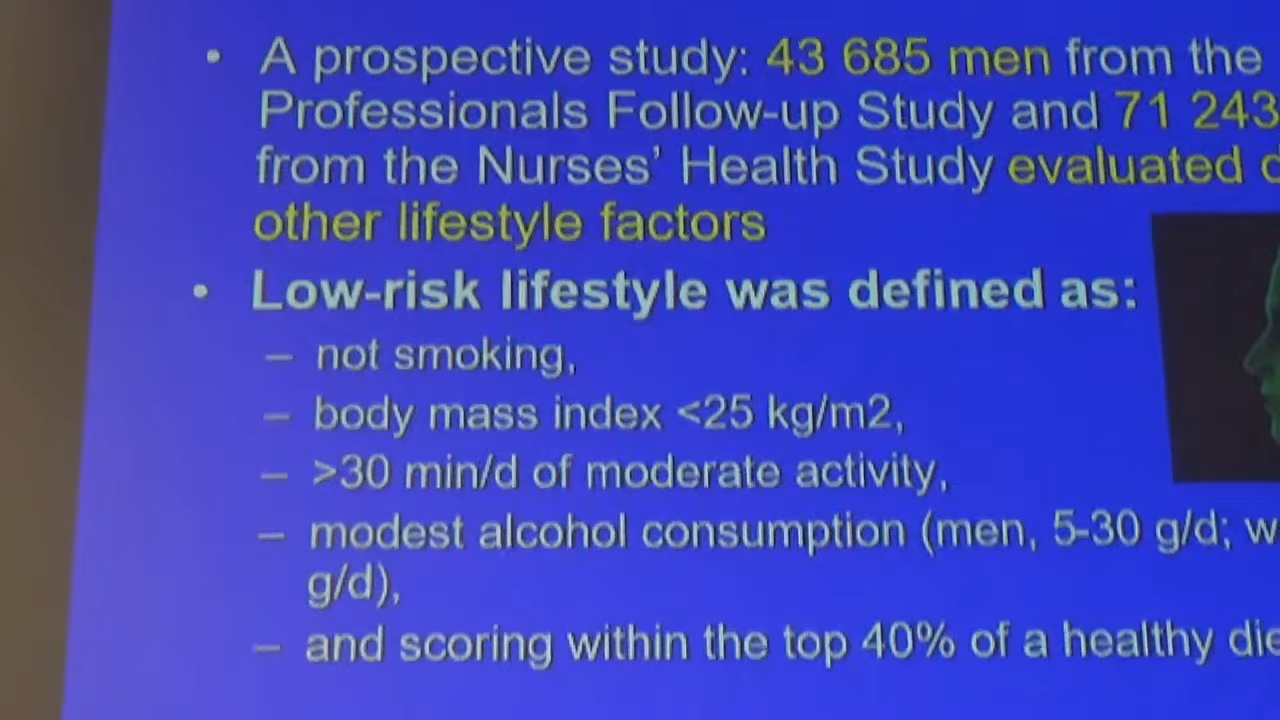 • A prospective study: 43 685 men from the
Professionals Follow-up Study and 71 243
from the Nurses’ Health Study evaluated
other lifestyle factors
• Low-risk lifestyle was defined as:
– not smoking,
– body mass index <25 kg/m2,
– >30 min/d of moderate activity,
– modest alcohol consumption (men, 5-30 g/d;
g/d),
– and scoring within the top 40% of a healthy